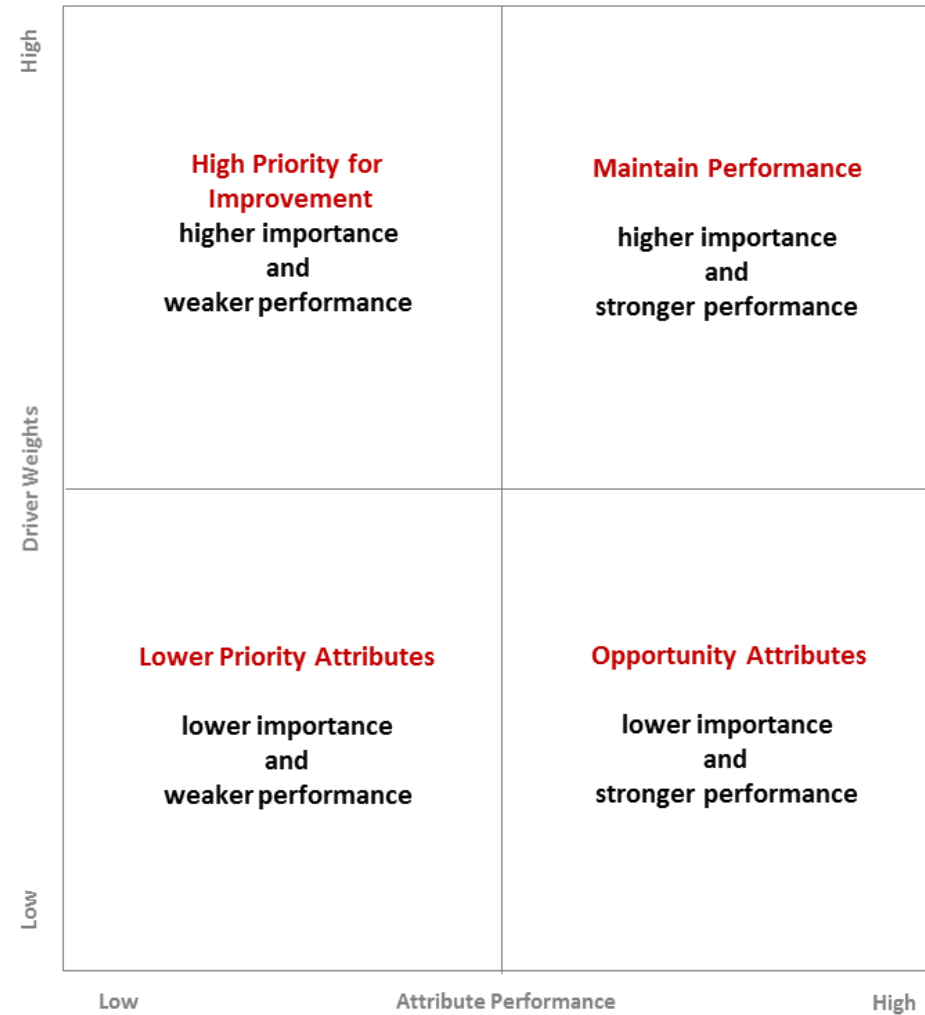 High
High Priority for
Improvement
higher importance
and
weaker performance
Maintain Performance
higher importance
and
stronger performance
Driver Weights
Lower Priority Attributes
lower importance
and
weaker performance
Opportunity Attributes
lower importance
and
stronger performance
Low
Low
Attribute Performance
High